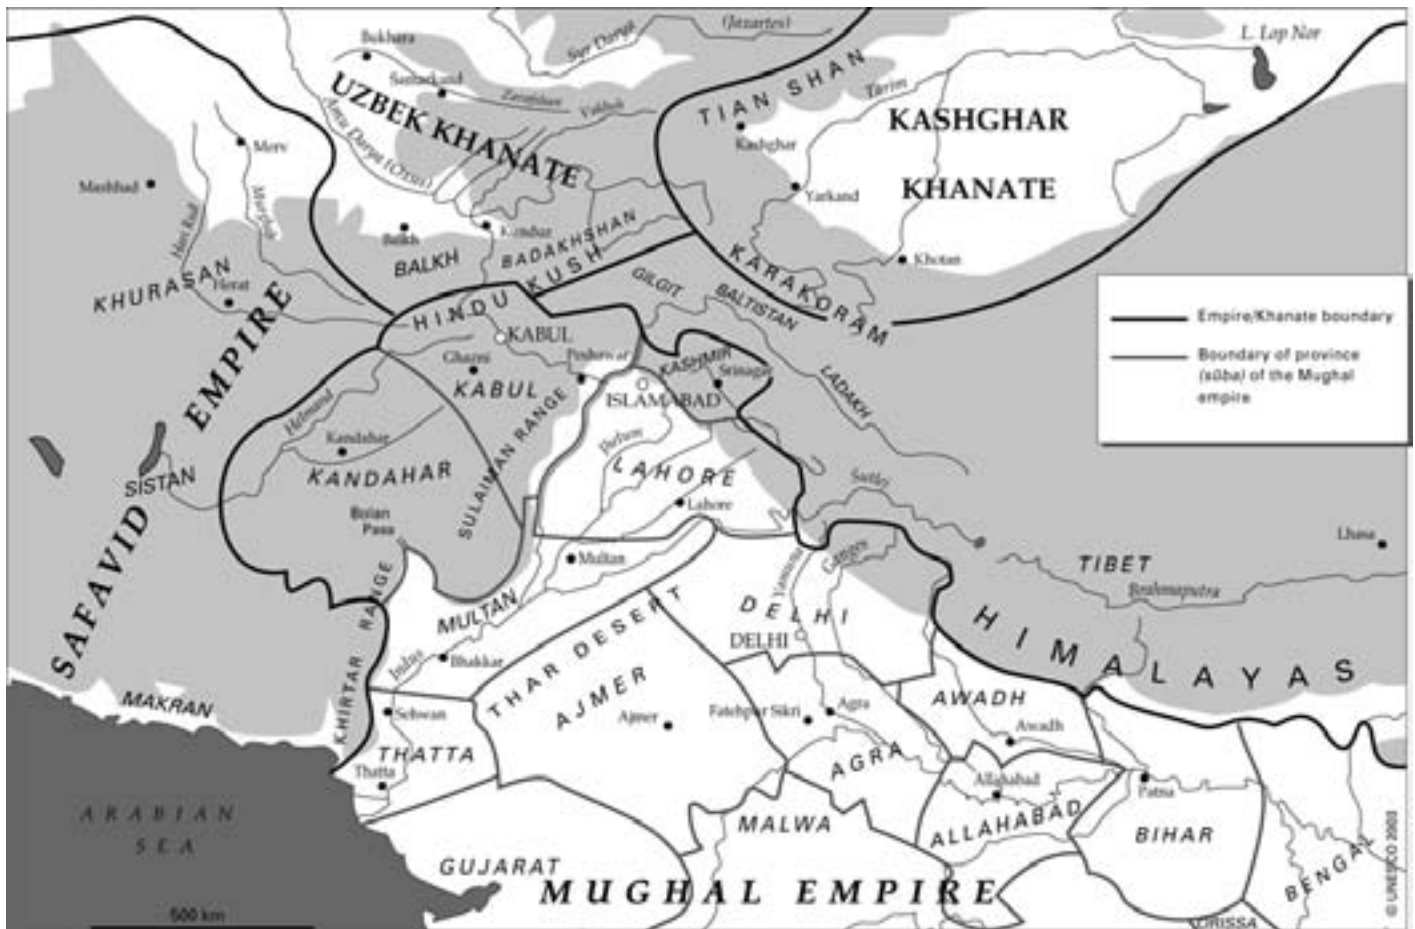 Bukhara
Samarkand
UZBEK KHANATE
Zarafshan
Vakhsh
Amu Darya (Oxus)
Syr Darya
(Jaxartes)
L. Lop Nor
TIAN SHAN
Tarim
KASHGHAR
KHANATE
Kashghar
Yarkand
Khotan
Merv
Mashhad
Murghab
Hari Rud
Balkh
Kunduz
BALKH
BADAKHSHAN
KHURASAN
Herat
HINDU KUSH
GILGIT
BALTISTAN
KARAKORAM
LADAKH
KABUL
Ghazni
KABUL
Peshawar
KASHMIR
Srinagar
ISLAMABAD
Empire/Khanate boundary
Boundary of province
(sūba) of the Mughal
empire
SAFAVID EMPIRE
Helmand
Kandahar
KANDAHAR
SISTAN
SULAIMAN RANGE
Jhelum
LAHORE
Lahore
Bolan
Pass
Multan
MULTAN
Sutlej
Lhasa
TIBET
Brahmaputra
HIMALAYAS
Yamuna
Ganges
DELHI
DELHI
KHIRTAR RANGE
Indus
Bhakkar
THAR DESERT
AJMER
Ajmer
Fatehpur Sikri
Agra
AGRA
AWADH
Awadh
MAKRAN
Sehwan
THATTA
Thatta
Allahabad
ALLAHABAD
Patna
BIHAR
BENGAL
ARABIAN
SEA
GUJARAT
MALWA
MUGHAL EMPIRE
ORISSA
500 km
© UNESCO 2003